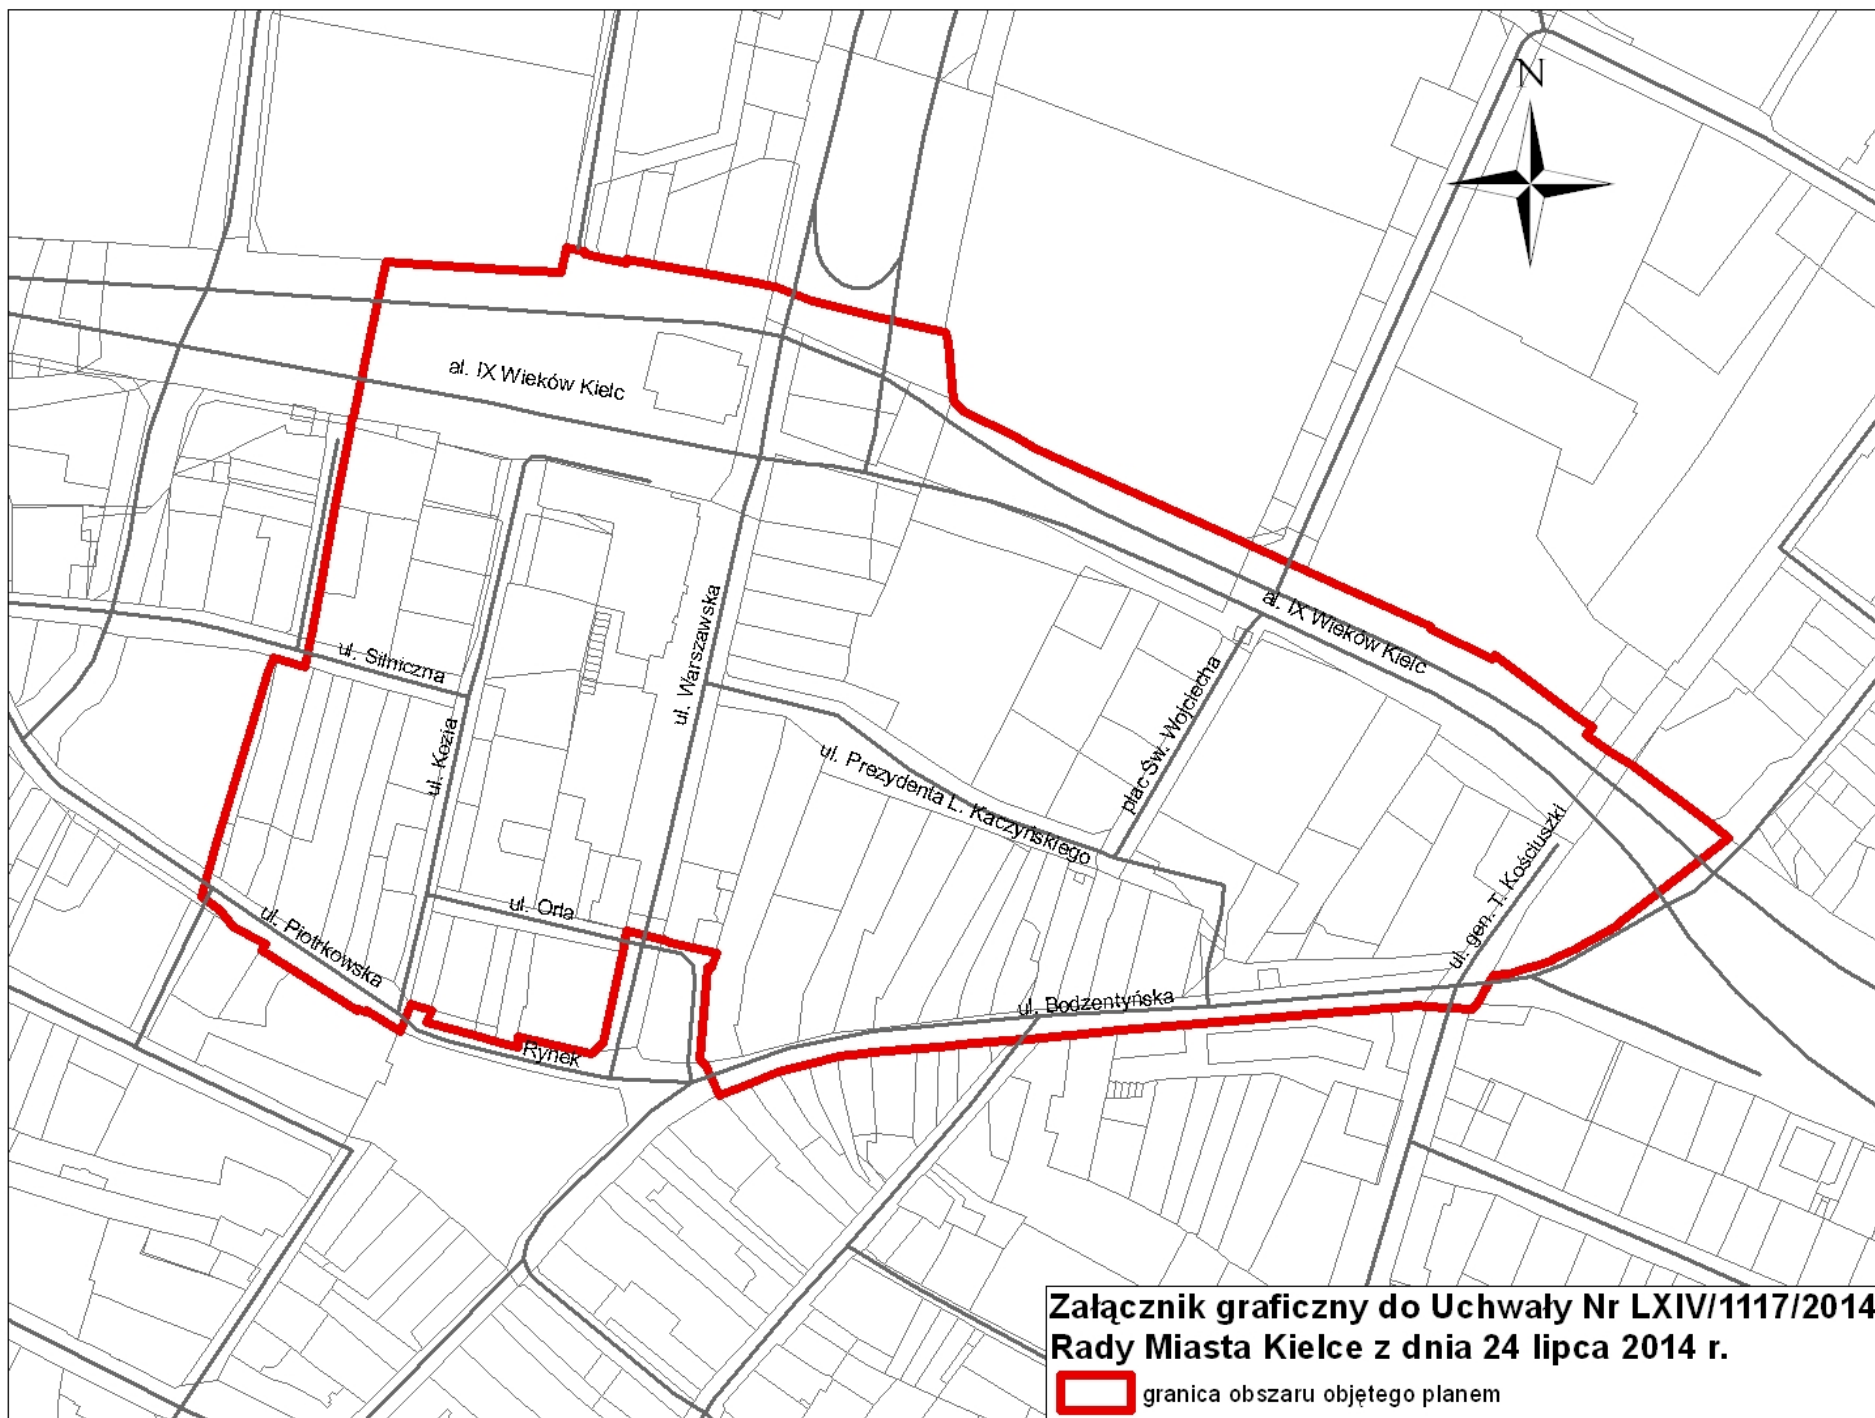 N
al. IX Wieków Kielc
al. IX Wieków Kielc
ul. Silniczna
ul. Kozia
ul. Warszawska
plac Św. Wojciecha
ul. Prezydenta L. Kaczyńskiego
ul. gen. T. Kościuszki
ul. Orla
ul. Piotrkowska
ul. Bodzentyńska
Rynek
Załącznik graficzny do Uchwały Nr LXIV/1117/2014
Rady Miasta Kielce z dnia 24 lipca 2014 r.
granica obszaru objętego planem